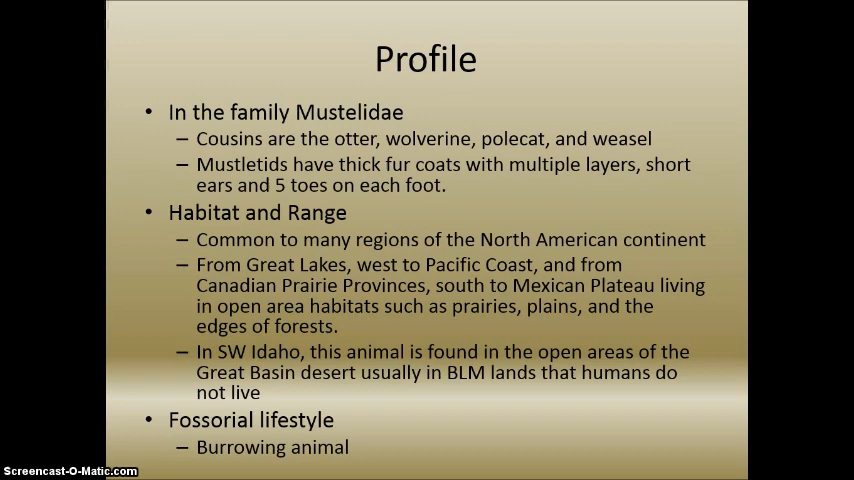 Profile
• In the family Mustelidae
– Cousins are the otter, wolverine, polecat, and weasel
– Mustletids have thick fur coats with multiple layers, short
ears and 5 toes on each foot.
• Habitat and Range
– Common to many regions of the North American continent
– From Great Lakes, west to Pacific Coast, and from
Canadian Prairie Provinces, south to Mexican Plateau living
in open area habitats such as prairies, plains, and the
edges of forests.
– In SW Idaho, this animal is found in the open areas of the
Great Basin desert usually in BLM lands that humans do
not live
• Fossorial lifestyle
– Burrowing animal
Screencast-O-Matic.com